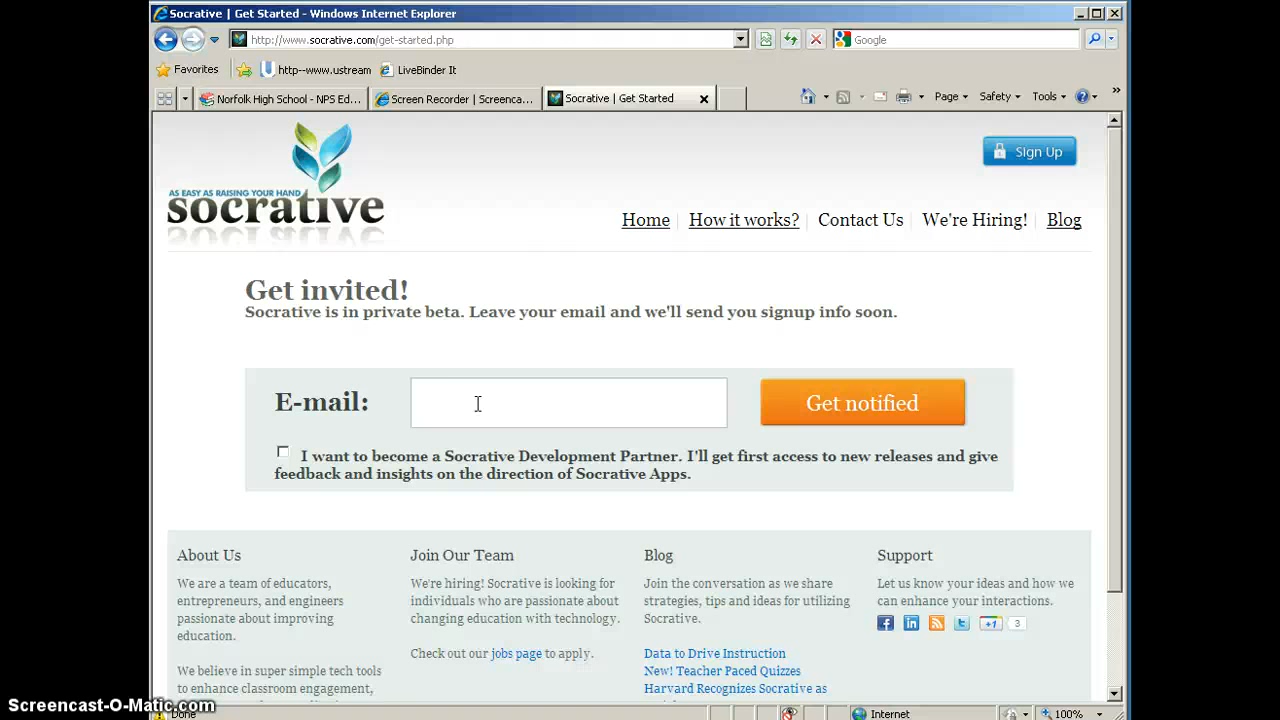 Socrative | Get Started - Windows Internet Explorer
http://www.socrative.com/get-started.php
Google
Favorites
http--www.ustream
LiveBinder It
Norfolk High School - NPS Ed...
Screen Recorder | Screenca...
Socrative | Get Started
Page
Safety
Tools
AS EASY AS RAISING YOUR HAND
socrative
Sign Up
Home
How it works?
Contact Us
We're Hiring!
Blog
Get invited!
Socrative is in private beta. Leave your email and we'll send you signup info soon.
E-mail:
Get notified
I want to become a Socrative Development Partner. I'll get first access to new releases and give
feedback and insights on the direction of Socrative Apps.
About Us
We are a team of educators,
entrepreneurs, and engineers
passionate about improving
education.
We believe in super simple tech tools
to enhance classroom engagement,
Join Our Team
We're hiring! Socrative is looking for
individuals who are passionate about
changing education with technology.
Check out our jobs page to apply.
Blog
Join the conversation as we share
strategies, tips and ideas for utilizing
Socrative.
Data to Drive Instruction
New! Teacher Paced Quizzes
Harvard Recognizes Socrative as
Support
Let us know your ideas and how we
can enhance your interactions.
+1
3
Screencast-O-Matic.com
Done
Internet
100%